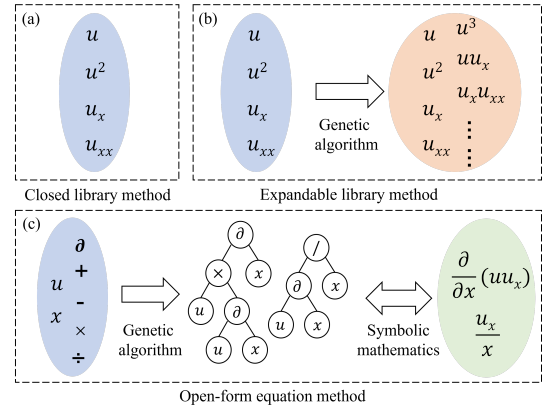 (a)
u
u²
uₓ
uₓₓ
Closed library method
(b)
u
u²
uₓ
uₓₓ
Genetic
algorithm
u u³
u² uuₓ
uₓ uₓuₓₓ
uₓₓ ⋮
Expandable library method
(c)
∂
u +
x -
×
÷
Genetic
algorithm
∂
× x
u ∂
u x
/
∂ x
u x
Symbolic
mathematics
∂/∂x (uuₓ)
uₓ/x
Open-form equation method